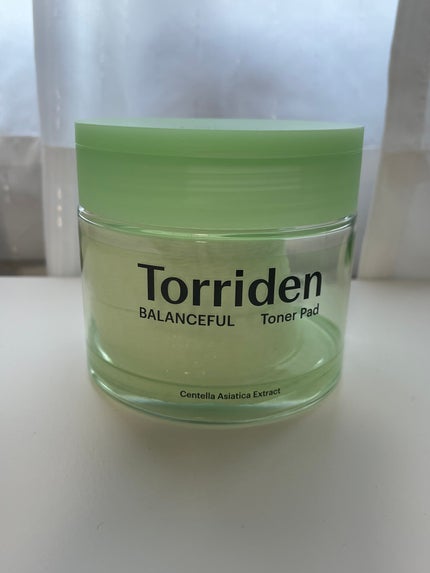 Torriden
BALANCEFUL Toner Pad
Centella Asiatica Extract